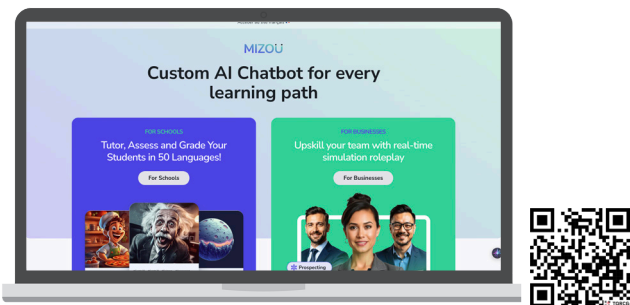 MIZOU
Custom AI Chatbot for every
learning path
FOR SCHOOLS
Tutor, Assess and Grade Your
Students in 50 Languages!
For Schools
FOR BUSINESSES
Upskill your team with real-time
simulation roleplay
For Businesses
Prospecting